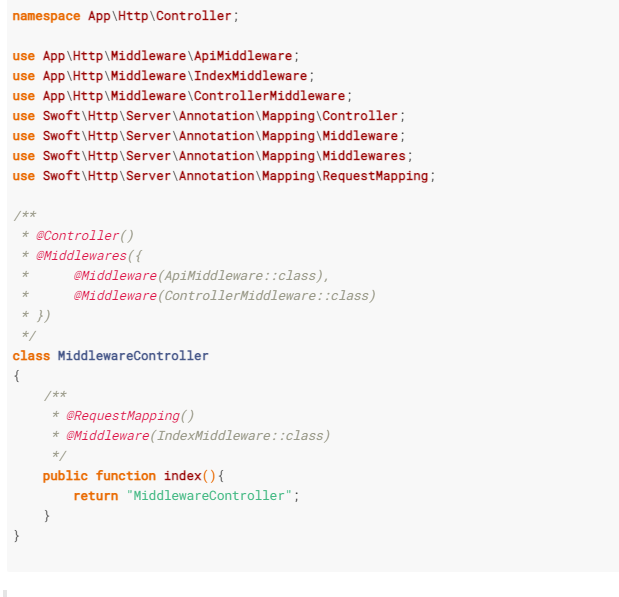 namespace App\Http\Controller;
use App\Http\Middleware\ApiMiddleware;
use App\Http\Middleware\IndexMiddleware;
use App\Http\Middleware\ControllerMiddleware;
use Swoft\Http\Server\Annotation\Mapping\Controller;
use Swoft\Http\Server\Annotation\Mapping\Middleware;
use Swoft\Http\Server\Annotation\Mapping\Middlewares;
use Swoft\Http\Server\Annotation\Mapping\RequestMapping;
/**
 * @Controller()
 * @Middlewares({
 *      @Middleware(ApiMiddleware::class),
 *      @Middleware(ControllerMiddleware::class)
 * })
 */
class MiddlewareController
{
    /**
     * @RequestMapping()
     * @Middleware(IndexMiddleware::class)
     */
    public function index(){
        return "MiddlewareController";
    }
}